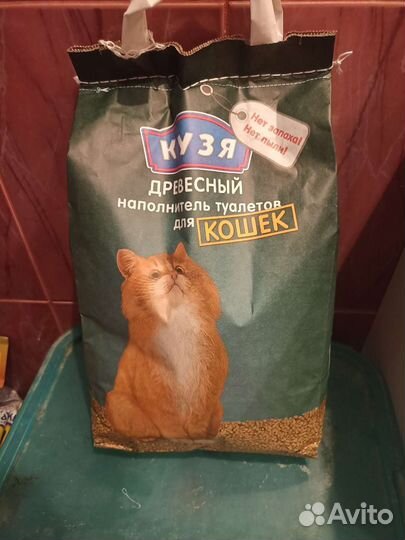 Нет запаха!
Нет пыли!
КУЗЯ
ДРЕВЕСНЫЙ
наполнитель туалетов
для КОШЕК
Avito